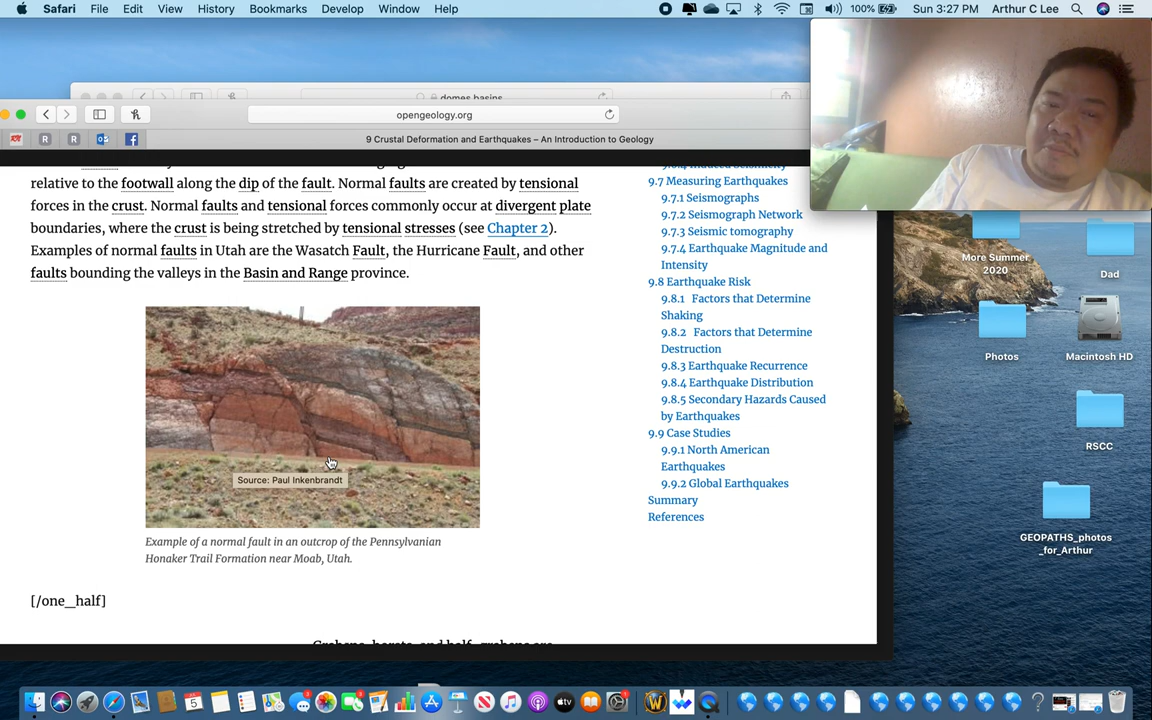 Safari File Edit View History Bookmarks Develop Window Help 100% Sun 3:27 PM Arthur C Lee
domes basins
opengeology.org
9 Crustal Deformation and Earthquakes – An Introduction to Geology
relative to the footwall along the dip of the fault. Normal faults are created by tensional
forces in the crust. Normal faults and tensional forces commonly occur at divergent plate
boundaries, where the crust is being stretched by tensional stresses (see Chapter 2).
Examples of normal faults in Utah are the Wasatch Fault, the Hurricane Fault, and other
faults bounding the valleys in the Basin and Range province.
Source: Paul Inkenbrandt
Example of a normal fault in an outcrop of the Pennsylvanian
Honaker Trail Formation near Moab, Utah.
[/one_half]
Grabens, horsts, and half-grabens are
9.7 Measuring Earthquakes
9.7.1 Seismographs
9.7.2 Seismograph Network
9.7.3 Seismic tomography
9.7.4 Earthquake Magnitude and
Intensity
9.8 Earthquake Risk
9.8.1 Factors that Determine
Shaking
9.8.2 Factors that Determine
Destruction
9.8.3 Earthquake Recurrence
9.8.4 Earthquake Distribution
9.8.5 Secondary Hazards Caused
by Earthquakes
9.9 Case Studies
9.9.1 North American
Earthquakes
9.9.2 Global Earthquakes
Summary
References
More Summer
2020
Dad
Photos
Macintosh HD
RSCC
GEOPATHS_photos
_for_Arthur